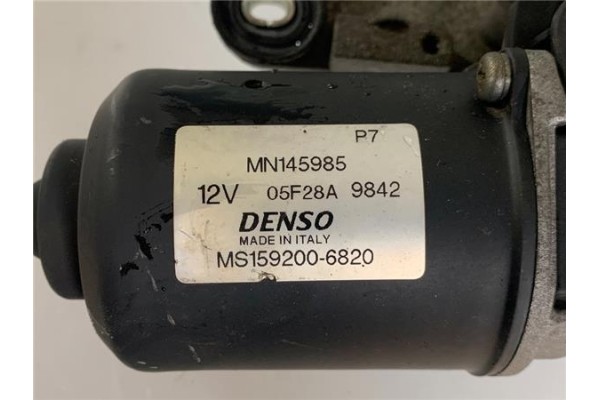 P7
MN145985
12V 05F28A 9842
DENSO
MADE IN ITALY
MS159200-6820